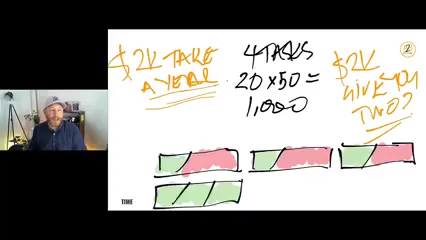 $2K TAKE
A YEAR
4 TASKS
20 x 50 =
1,000
$2K
GIVE YOU
TWO?
TIME